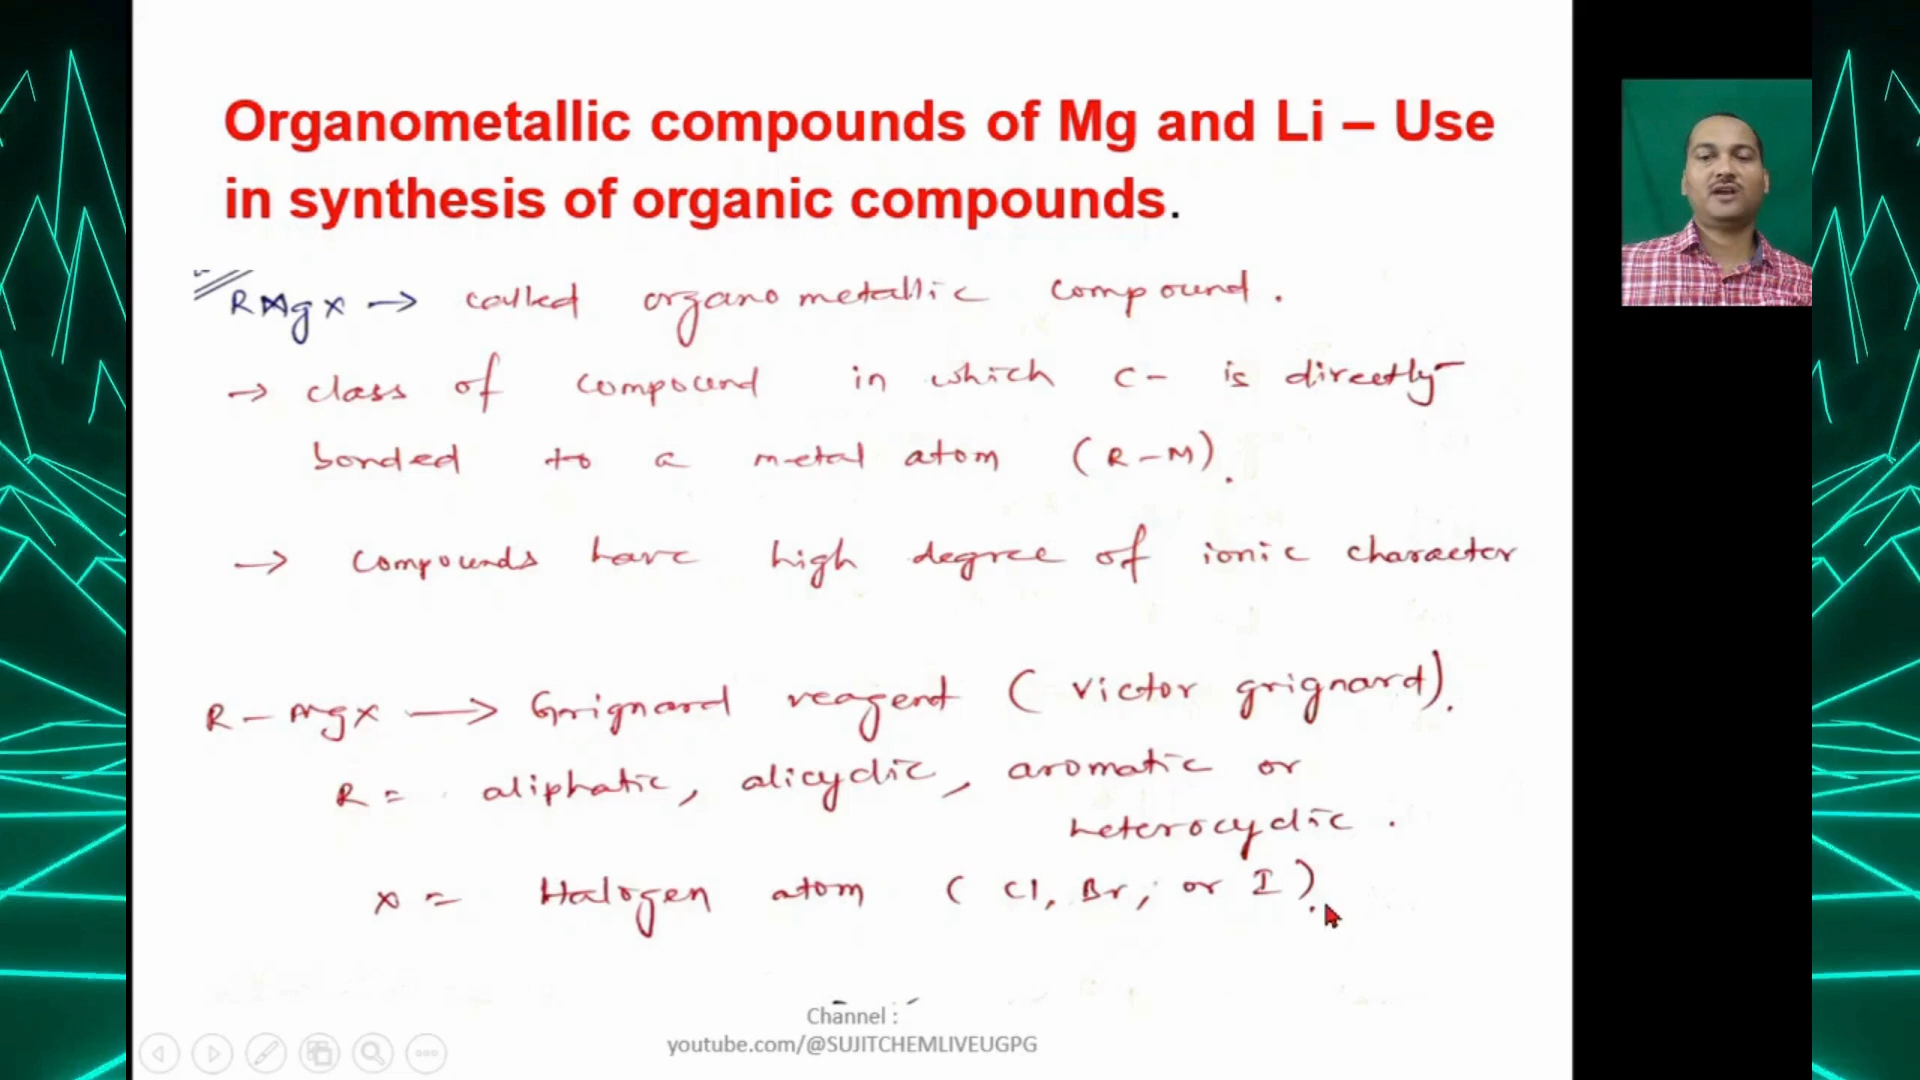 Organometallic compounds of Mg and Li – Use
in synthesis of organic compounds.
RMgx → called organo metallic compound.
→ class of compound in which C- is directly
bonded to a metal atom (R-M).
→ compounds have high degree of ionic character
R-Mgx → Grignard reagent (victor grignard).
R = aliphatic, alicyclic, aromatic or
heterocyclic.
x = Halogen atom (Cl, Br, or I).
Channel :
youtube.com/@SUJITCHEMLIVEUGPG